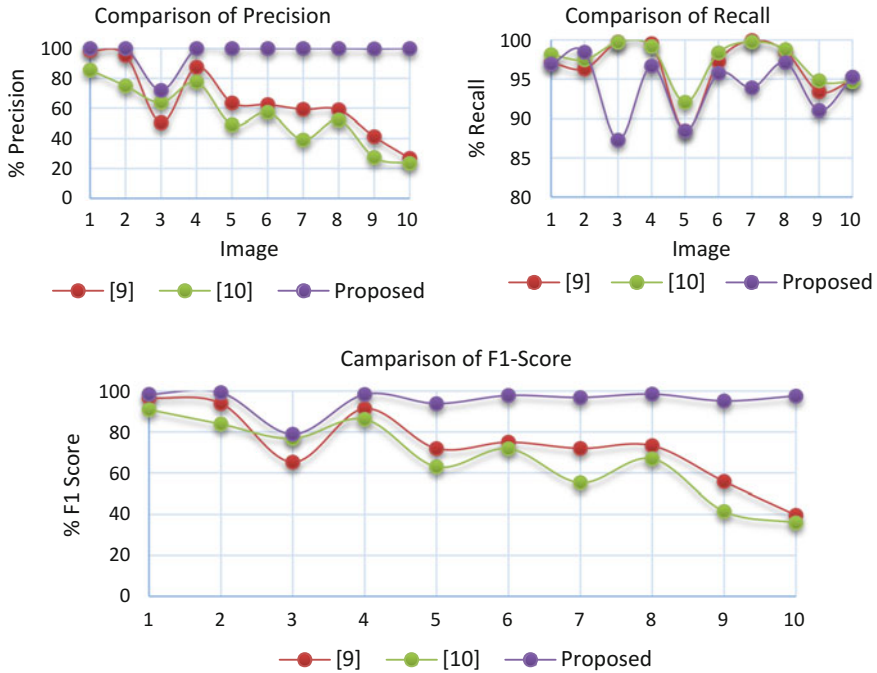 Comparison of Precision
% Precision
100
80
60
40
20
0
1 2 3 4 5 6 7 8 9 10
Image
[9] [10] Proposed
Comparison of Recall
% Recall
100
95
90
85
80
1 2 3 4 5 6 7 8 9 10
Image
[9] [10] Proposed
Camparison of F1-Score
% F1 Score
100
80
60
40
20
0
1 2 3 4 5 6 7 8 9 10
[9] [10] Proposed